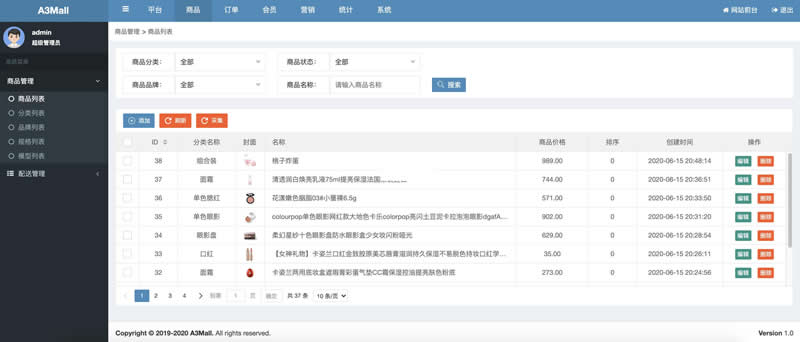 A3Mall
平台 商品 订单 会员 营销 统计 系统 网站前台 退出
admin
超级管理员
商品管理 > 商品列表
商品管理
商品列表
分类列表
品牌列表
规格列表
模型列表
配送管理
商品分类: 全部 商品状态: 全部
商品品牌: 全部 商品名称: 请输入商品名称 搜索
添加 刷新 采集
ID 分类名称 封面 名称 商品价格 排序 创建时间 操作
38 组合装 桃子炸蛋 989.00 0 2020-06-15 20:48:14 编辑 删除
37 面霜 清透润白焕亮乳液75ml提亮保湿法国 744.00 0 2020-06-15 20:36:51 编辑 删除
36 单色腮红 花漾嫩色胭脂03#小雏裸6.5g 571.00 0 2020-06-15 20:33:50 编辑 删除
35 单色眼影 colourpop单色眼影网红款大地色卡乐colorpop亮闪土豆泥卡拉泡泡眼影dgafA... 902.00 0 2020-06-15 20:31:20 编辑 删除
34 眼影盘 柔幻星纱十色眼影盘防水眼影盒少女妆闪粉哑光 629.00 0 2020-06-15 20:28:54 编辑 删除
33 口红 【女神礼物】卡姿兰口红金致胶原美芯唇膏滋润持久保湿不易脱色持妆口红学... 35.00 0 2020-06-15 20:26:11 编辑 删除
32 面霜 卡姿兰两用底妆盒遮瑕膏彩蛋气垫CC霜保湿控油提亮肤色粉底 273.00 0 2020-06-15 20:24:56 编辑 删除
1 2 3 4 到第 1 页 确定 共 37 条 10 条/页
Copyright © 2019-2020 A3Mall. All rights reserved. Version 1.0